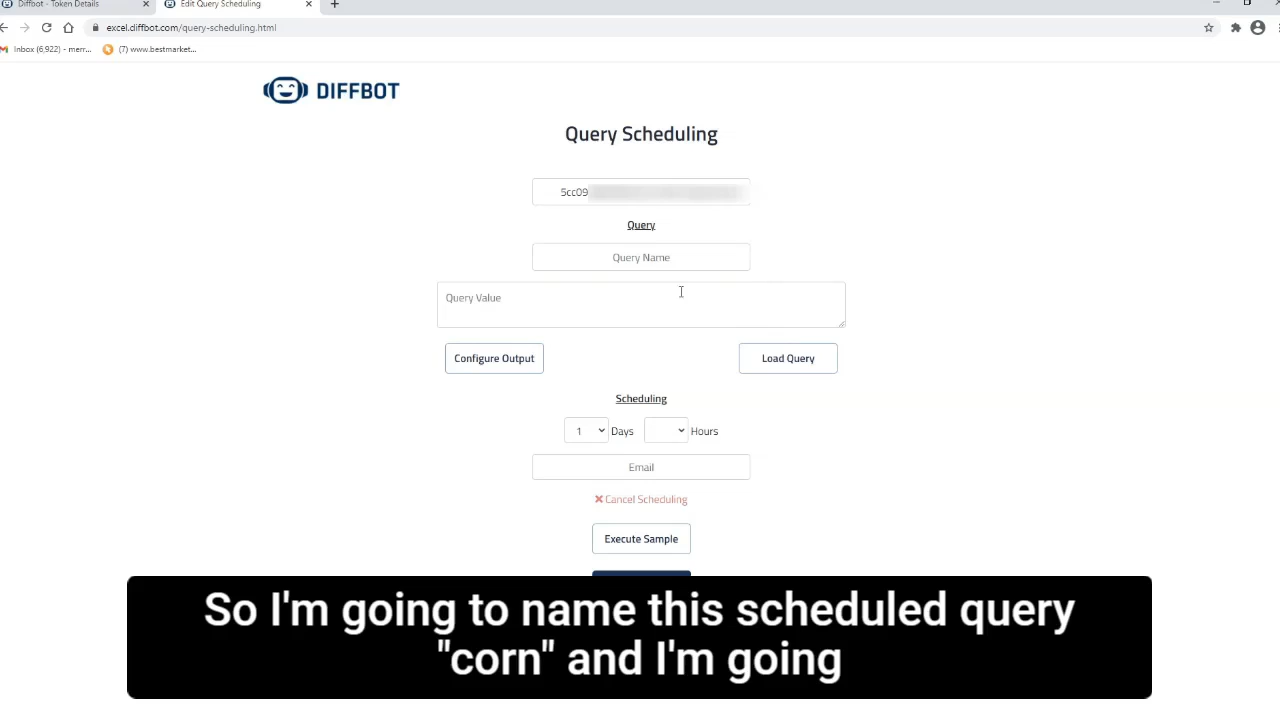 Diffbot - Token Details
Edit Query Scheduling
excel.diffbot.com/query-scheduling.html
Inbox (6,922) - merr...
(7) www.bestmarket...
DIFFBOT
Query Scheduling
5cc09
Query
Query Name
Query Value
Configure Output
Load Query
Scheduling
1 Days Hours
Email
Cancel Scheduling
Execute Sample
So I'm going to name this scheduled query
"corn" and I'm going